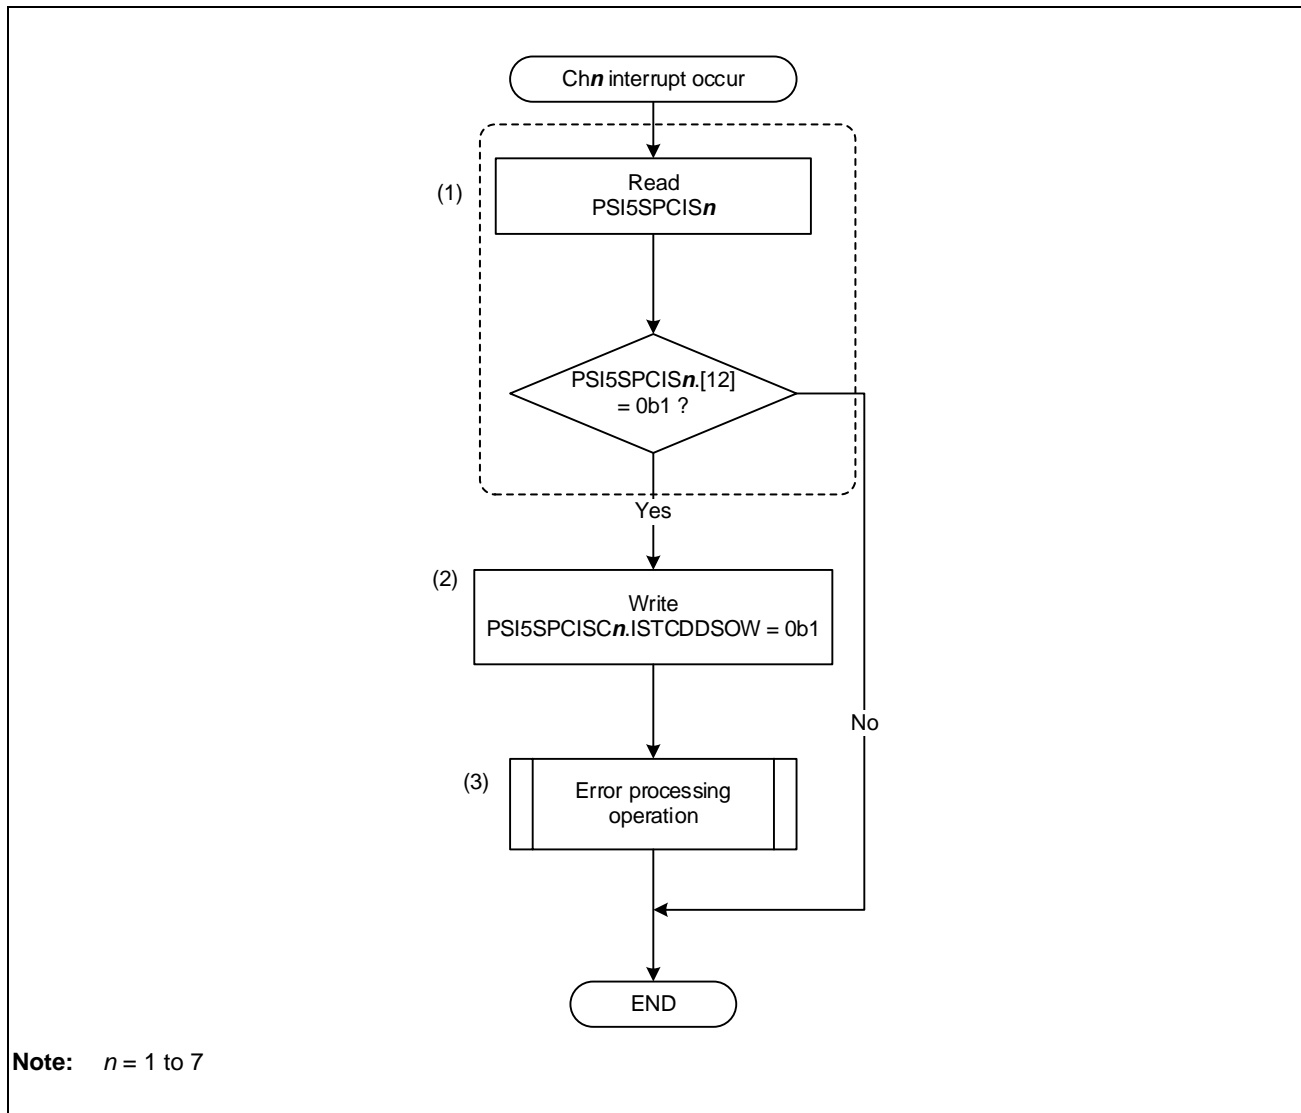 Chn interrupt occur
(1)
Read
PSI5SPCISn
PSI5SPCISn.[12]
= 0b1 ?
Yes
(2)
Write
PSI5SPCISCn.ISTCDDSOW = 0b1
No
(3)
Error processing
operation
END
Note: n = 1 to 7